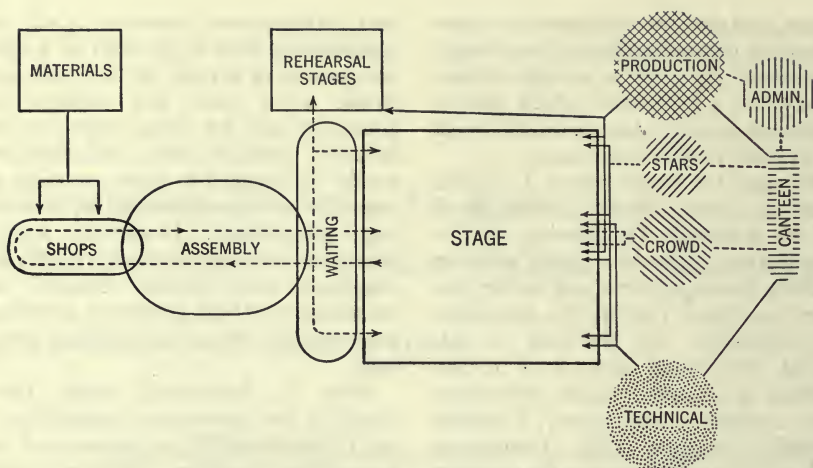 MATERIALS
REHEARSAL
STAGES
PRODUCTION
ADMIN.
STARS
SHOPS
ASSEMBLY
WAITING
STAGE
CROWD
CANTEEN
TECHNICAL